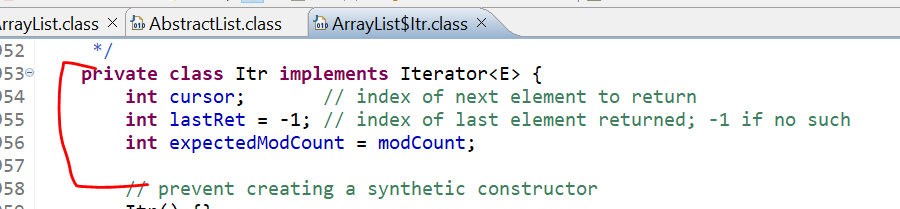 rrayList.class AbstractList.class ArrayList$Itr.class
952 */
953 private class Itr implements Iterator<E> {
954 int cursor; // index of next element to return
955 int lastRet = -1; // index of last element returned; -1 if no such
956 int expectedModCount = modCount;
957
958 // prevent creating a synthetic constructor
Itr() {}